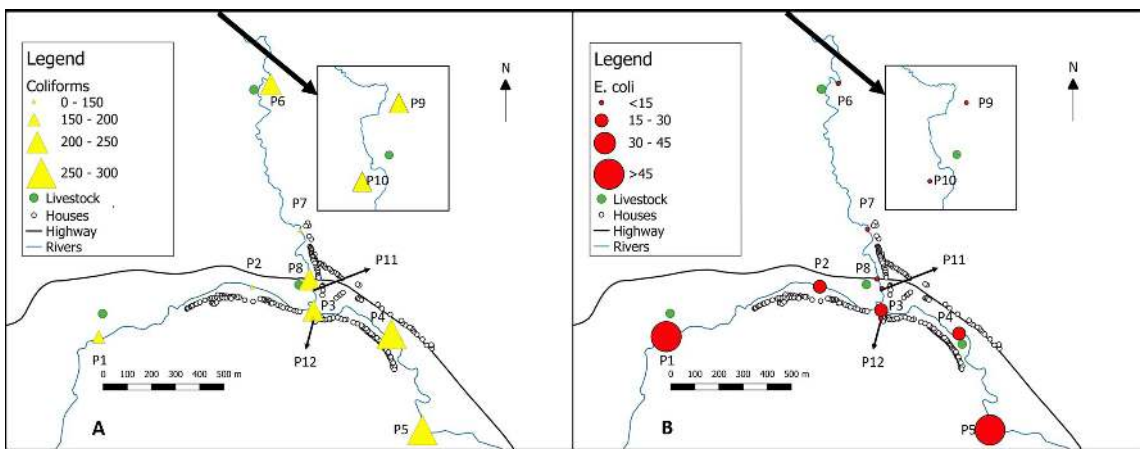 Legend
Coliforms
0 - 150
150 - 200
200 - 250
250 - 300
Livestock
Houses
Highway
Rivers
N
P6
P9
P10
P7
P2
P8
P11
P3
P4
P1
P12
0 100 200 300 400 500 m
A
P5
Legend
E. coli
<15
15 - 30
30 - 45
>45
Livestock
Houses
Highway
Rivers
N
P6
P9
P10
P7
P2
P8
P11
P3
P4
P1
P12
0 100 200 300 400 500 m
B
P5